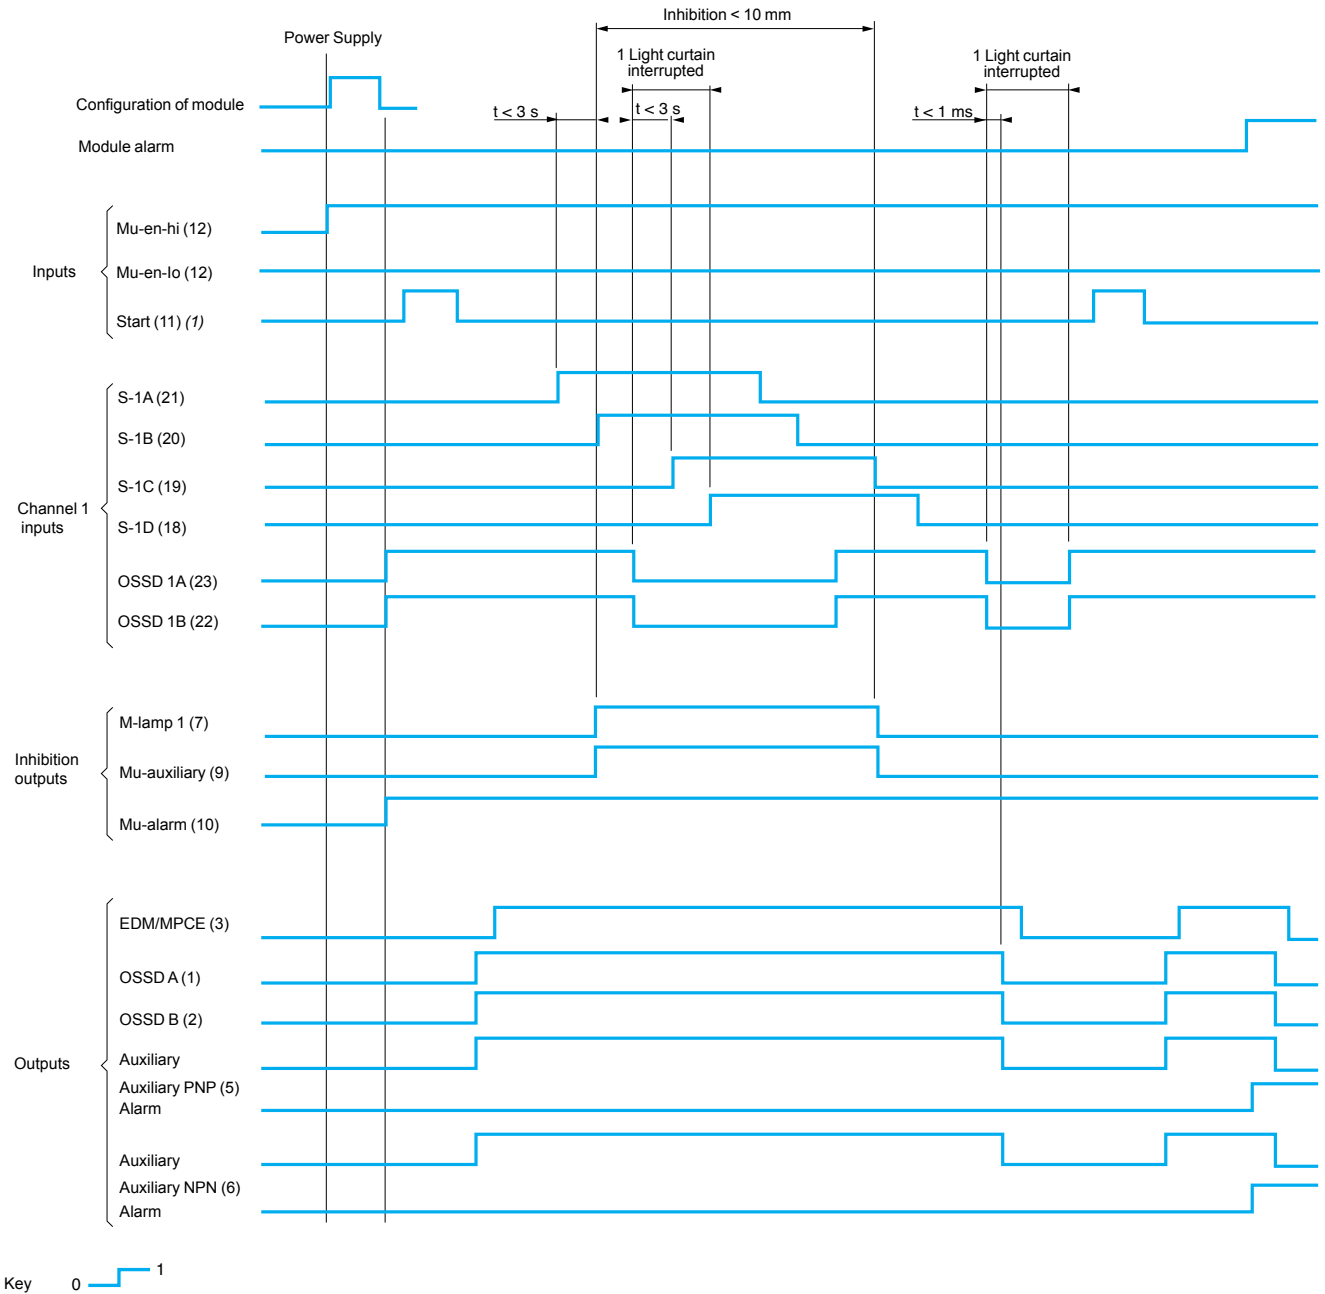 Inhibition < 10 mm
Power Supply
1 Light curtain
interrupted
1 Light curtain
interrupted
Configuration of module
t < 3 s
t < 3 s
t < 1 ms
Module alarm
Inputs
Mu-en-hi (12)
Mu-en-lo (12)
Start (11) (1)
Channel 1
inputs
S-1A (21)
S-1B (20)
S-1C (19)
S-1D (18)
OSSD 1A (23)
OSSD 1B (22)
Inhibition
outputs
M-lamp 1 (7)
Mu-auxiliary (9)
Mu-alarm (10)
Outputs
EDM/MPCE (3)
OSSD A (1)
OSSD B (2)
Auxiliary
Auxiliary PNP (5)
Alarm
Auxiliary
Auxiliary NPN (6)
Alarm
Key 0 1